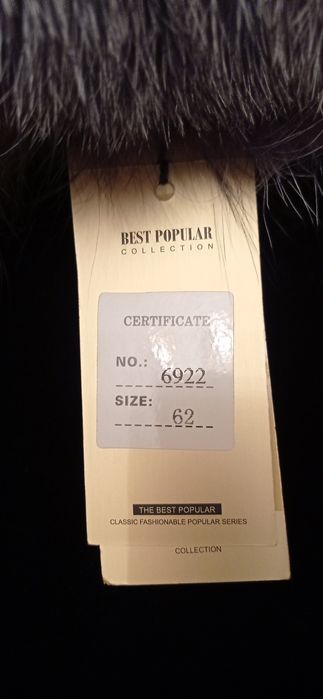 BEST POPULAR
COLLECTION
CERTIFICATE
NO.: 6922
SIZE: 62
THE BEST POPULAR
CLASSIC FASHIONABLE POPULAR SERIES
COLLECTION